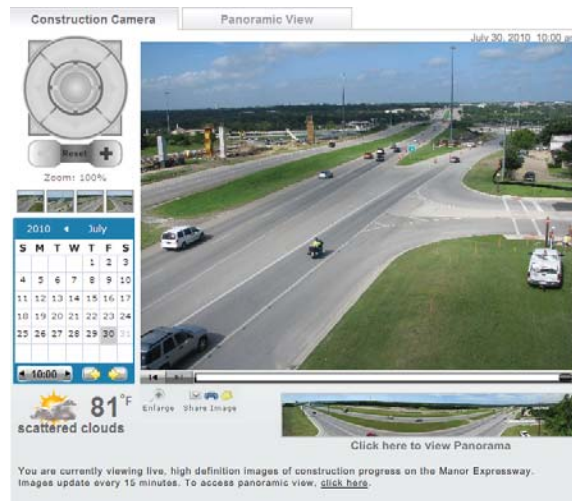 Construction Camera
Panoramic View
July 30, 2010 10:00 am
Reset
Zoom: 100%
2010 July
S M T W T F S
1 2 3
4 5 6 7 8 9 10
11 12 13 14 15 16 17
18 19 20 21 22 23 24
25 26 27 28 29 30 31
10:00
81°F
scattered clouds
Enlarge
Share Image
Click here to view Panorama
You are currently viewing live, high definition images of construction progress on the Manor Expressway.
Images update every 15 minutes. To access panoramic view, click here.